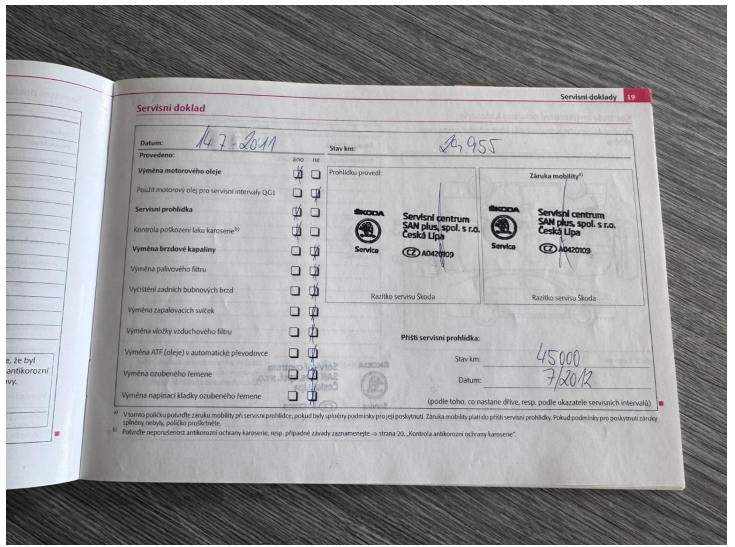 Servisní doklady 19
Servisní doklad
Datum: 14.7-2011
Stav km: 29,955
Provedeno:
ano ne
Výměna motorového oleje
Použit motorový olej pro servisní intervaly QG1
Servisní prohlídka
Kontrola poškození laku karoserie b)
Výměna brzdové kapaliny
Výměna palivového filtru
Vyčištění zadních bubnových brzd
Výměna zapalovacích svíček
Výměna vložky vzduchového filtru
Výměna ATF (oleje) v automatické převodovce
Výměna ozubeného řemene
Výměna napínací kladky ozubeného řemene
Prohlídku provedl:
ŠKODA
Service
Servisní centrum
SAN plus, spol. s r.o.
Česká Lípa
CZ A0420109
Razítko servisu Škoda
Záruka mobility a)
ŠKODA
Service
Servisní centrum
SAN plus, spol. s r.o.
Česká Lípa
CZ A0420109
Razítko servisu Škoda
Příští servisní prohlídka:
Stav km: 45000
Datum: 7/2012
(podle toho, co nastane dříve, resp. podle ukazatele servisních intervalů)
a) V tomto políčku potvrďte záruku mobility při servisní prohlídce, pokud byly splněny podmínky pro její poskytnutí. Záruka mobility platí do příští servisní prohlídky. Pokud podmínky pro poskytnutí záruky
splněny nebyly, políčko proškrtněte.
b) Potvrďte neporušenost antikorozní ochrany karoserie, resp. případné závady zaznamenejte ⇒ strana 20, „Kontrola antikorozní ochrany karoserie".
e, že byl
antikorozní